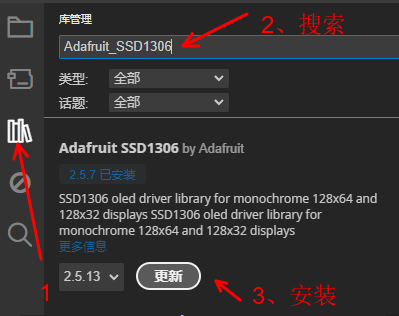 库管理
2、搜索
Adafruit_SSD1306
类型: 全部
话题: 全部
Adafruit SSD1306 by Adafruit
2.5.7 已安装
SSD1306 oled driver library for monochrome 128x64 and
128x32 displays SSD1306 oled driver library for
monochrome 128x64 and 128x32 displays
更多信息
1
2.5.13 更新
3、安装